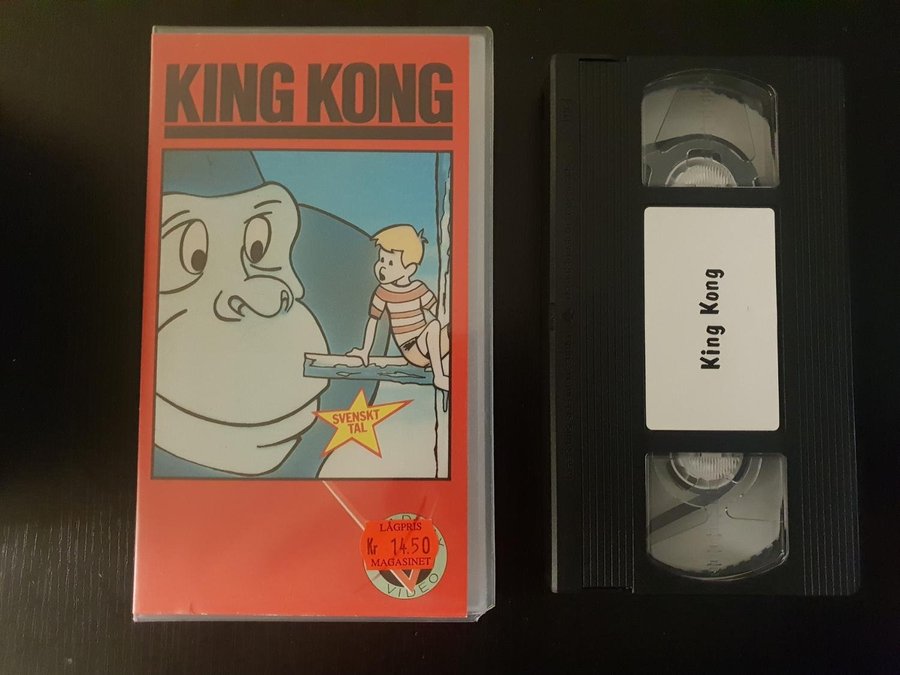 KING KONG
SVENSKT
TAL
LÅGPRIS
Kr 14.50
MAGASINET
VIDEO
King Kong